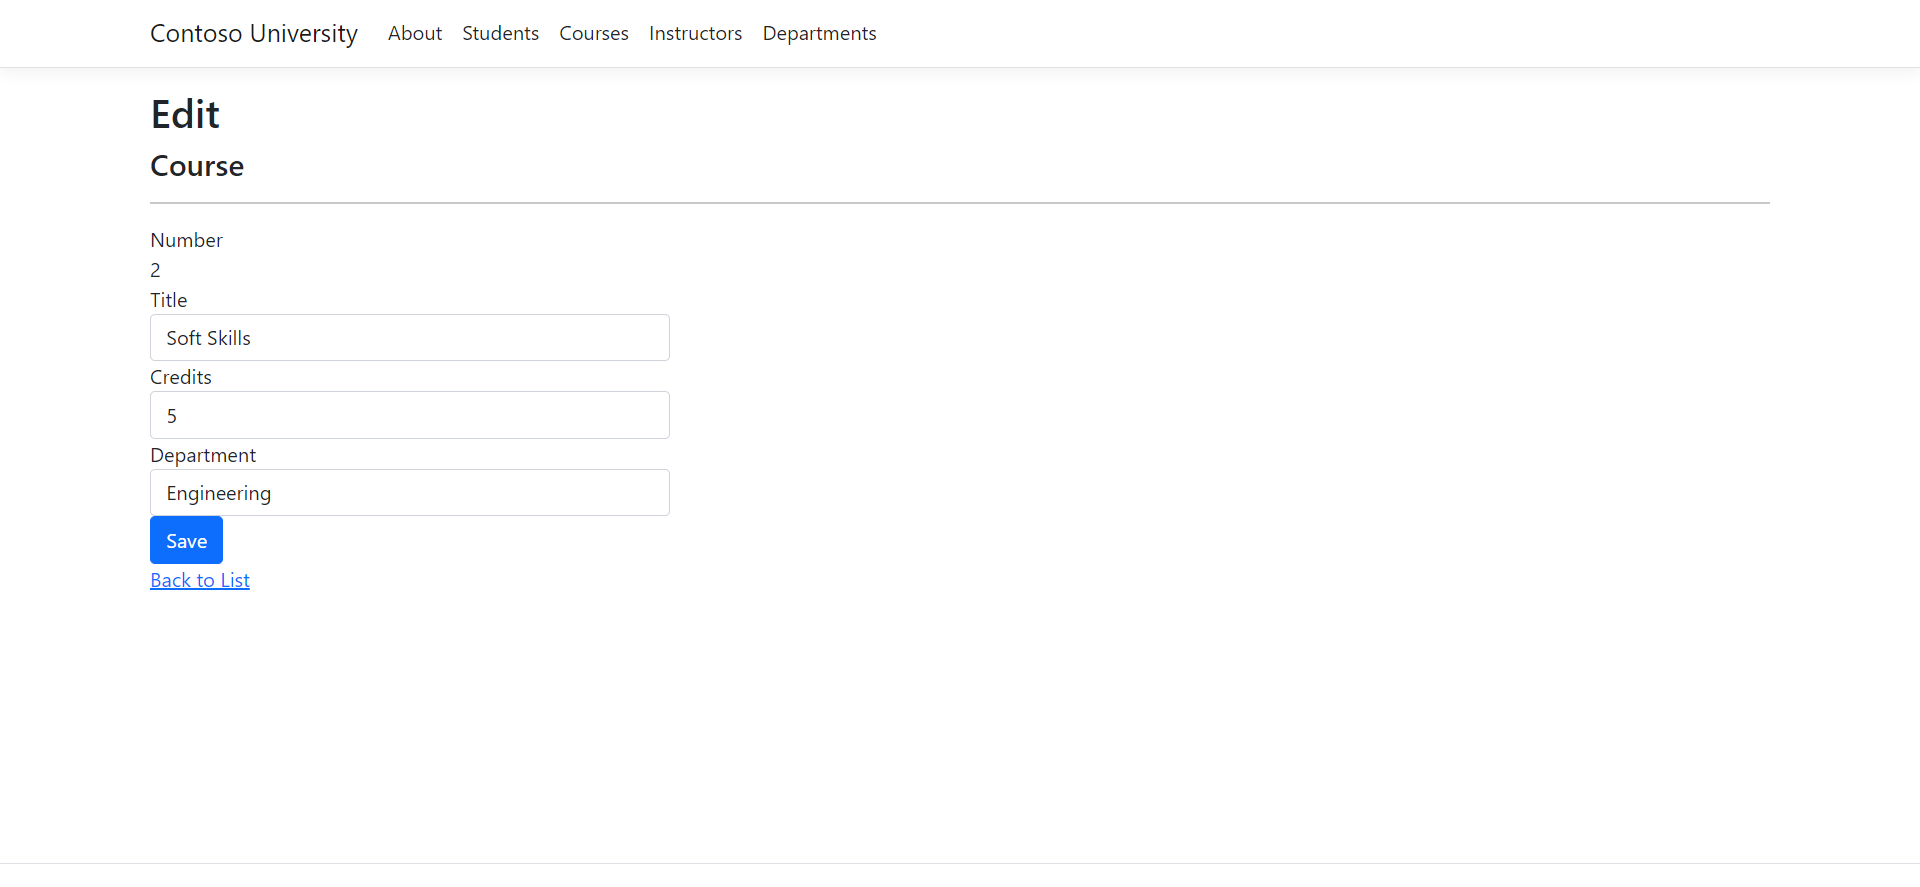 Contoso University About Students Courses Instructors Departments
Edit
Course
Number
2
Title
Soft Skills
Credits
5
Department
Engineering
Save
Back to List